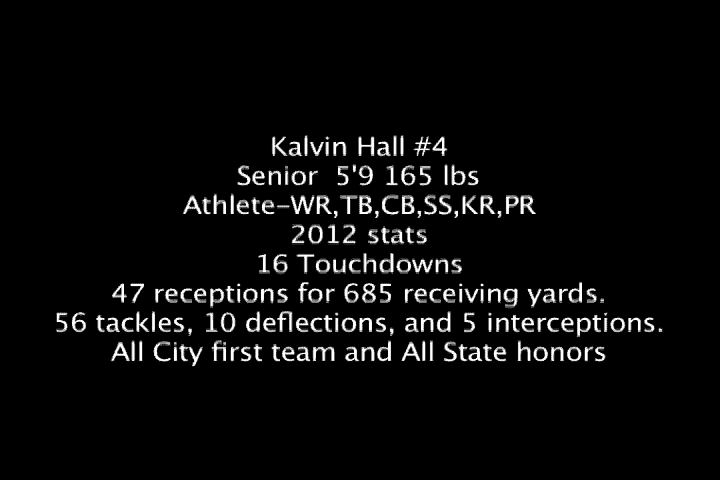 Kalvin Hall #4
Senior  5'9 165 lbs
Athlete-WR,TB,CB,SS,KR,PR
2012 stats
16 Touchdowns
47 receptions for 685 receiving yards.
56 tackles, 10 deflections, and 5 interceptions.
All City first team and All State honors